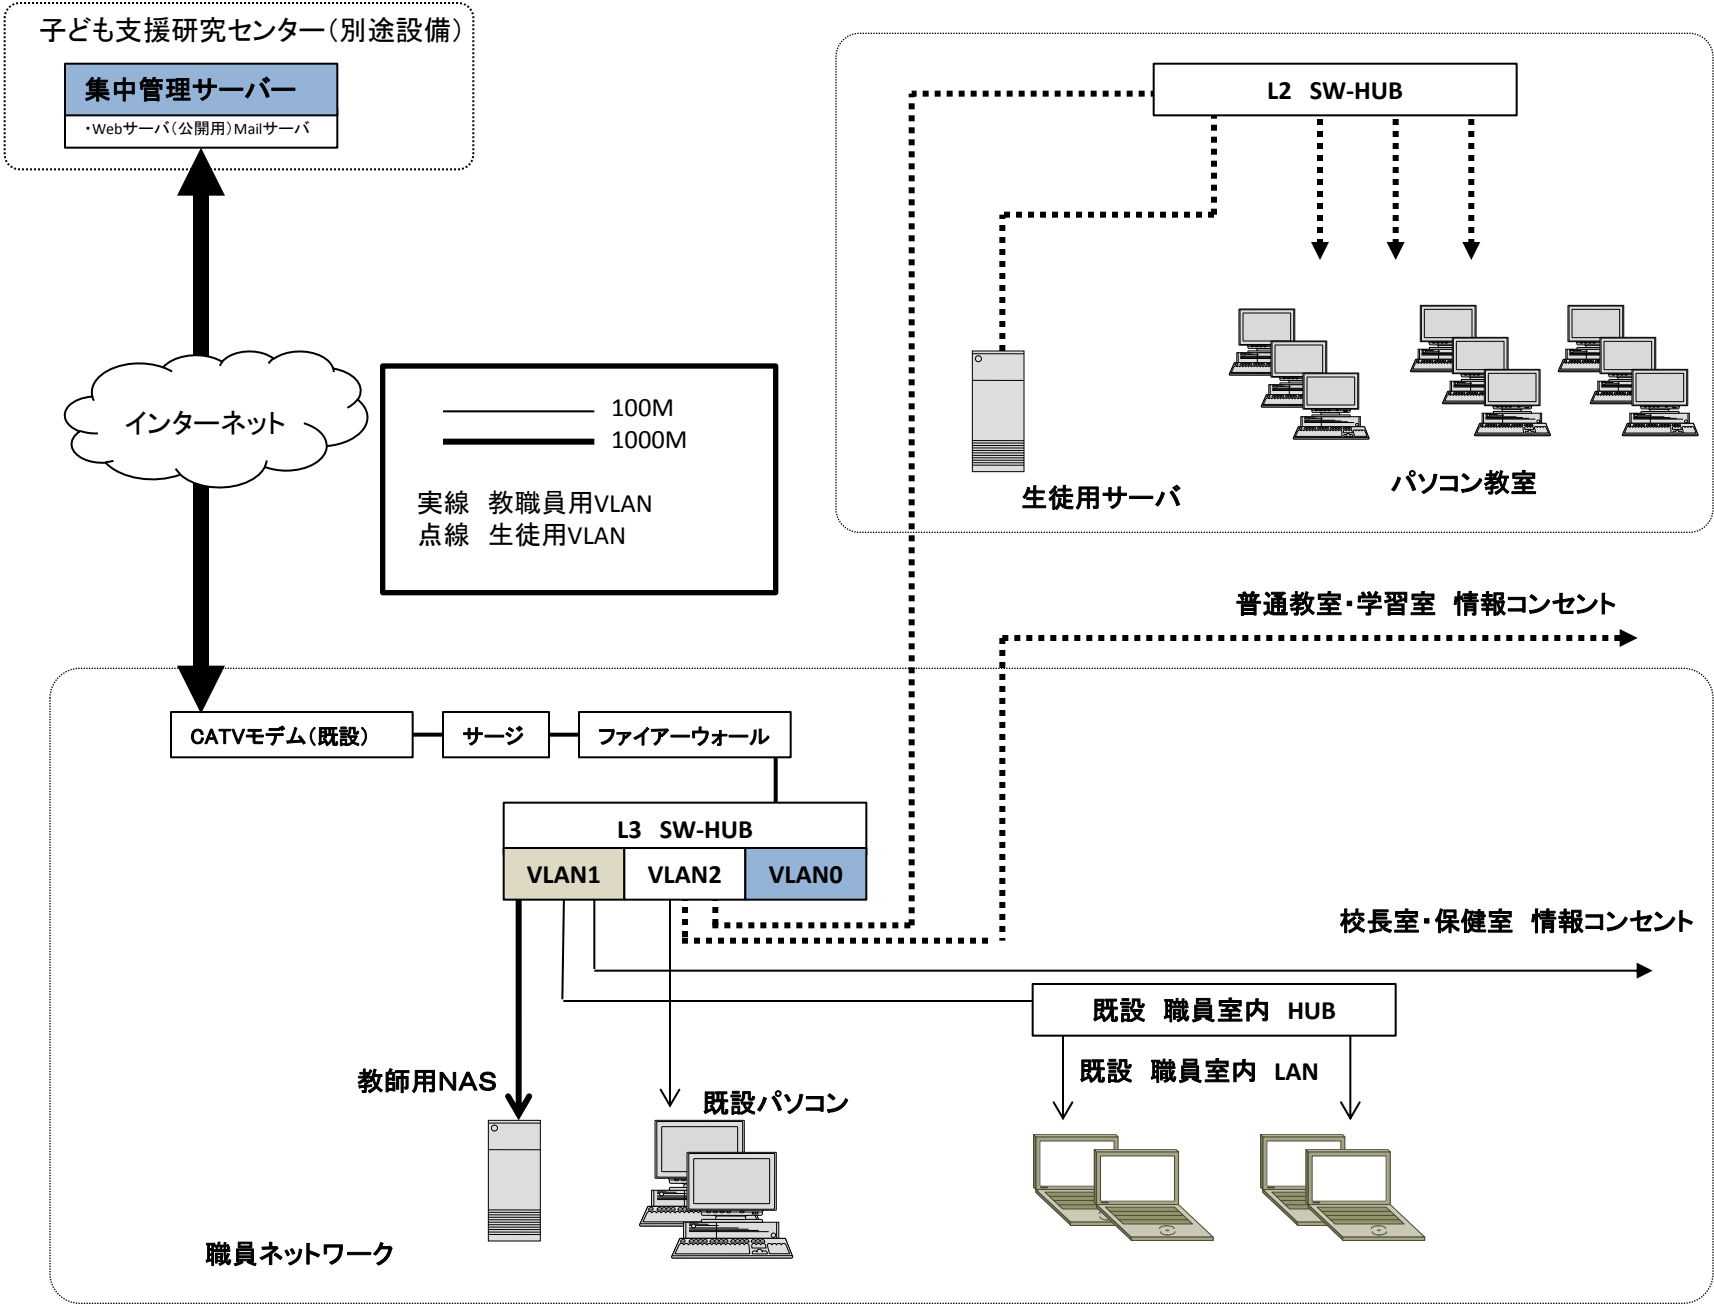 子ども支援研究センター（別途設備）
集中管理サーバー
・Webサーバ（公開用）Mailサーバ
L2 SW-HUB
インターネット
100M
1000M
実線　教職員用VLAN
点線　生徒用VLAN
生徒用サーバ
パソコン教室
普通教室・学習室　情報コンセント
CATVモデム（既設）
サージ
ファイアーウォール
L3 SW-HUB
VLAN1
VLAN2
VLAN0
校長室・保健室　情報コンセント
既設　職員室内　HUB
既設　職員室内　LAN
教師用NAS
既設パソコン
職員ネットワーク